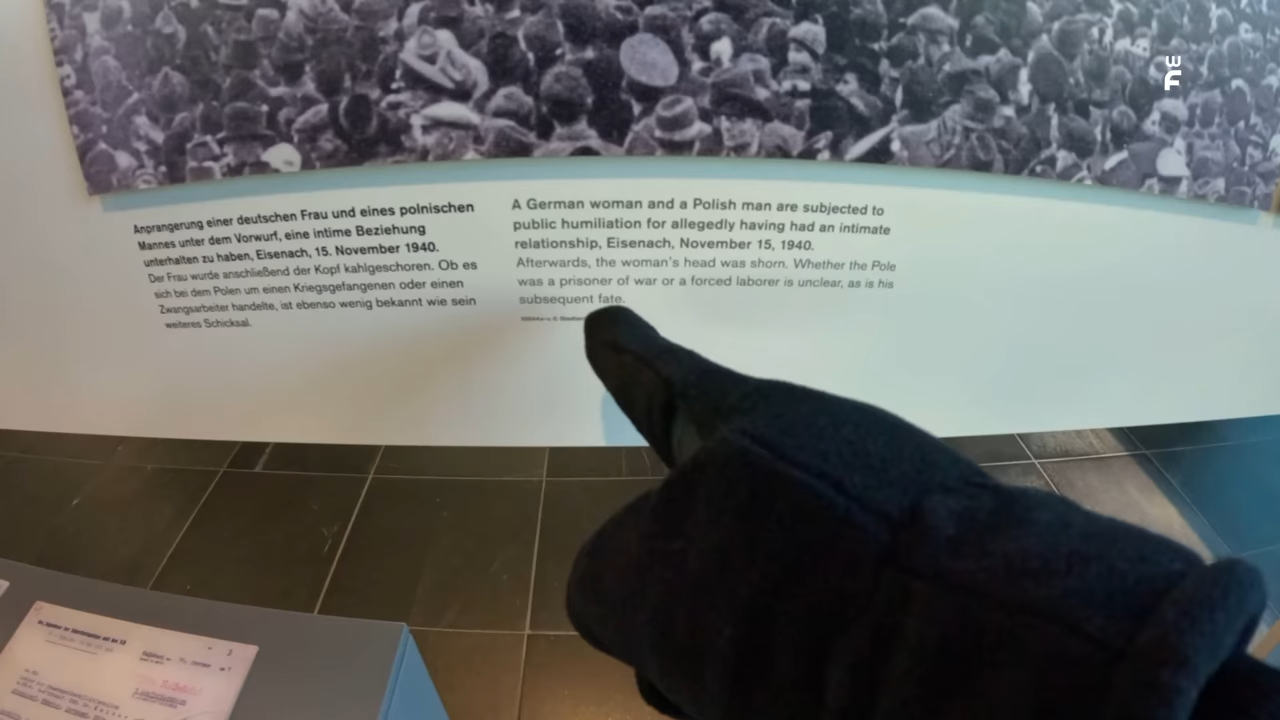 Anprangerung einer deutschen Frau und eines polnischen
Mannes unter dem Vorwurf, eine intime Beziehung
unterhalten zu haben, Eisenach, 15. November 1940.
Der Frau wurde anschließend der Kopf kahlgeschoren. Ob es
sich bei dem Polen um einen Kriegsgefangenen oder einen
Zwangsarbeiter handelte, ist ebenso wenig bekannt wie sein
weiteres Schicksal.
A German woman and a Polish man are subjected to
public humiliation for allegedly having had an intimate
relationship, Eisenach, November 15, 1940.
Afterwards, the woman's head was shorn. Whether the Pole
was a prisoner of war or a forced laborer is unclear, as is his
subsequent fate.